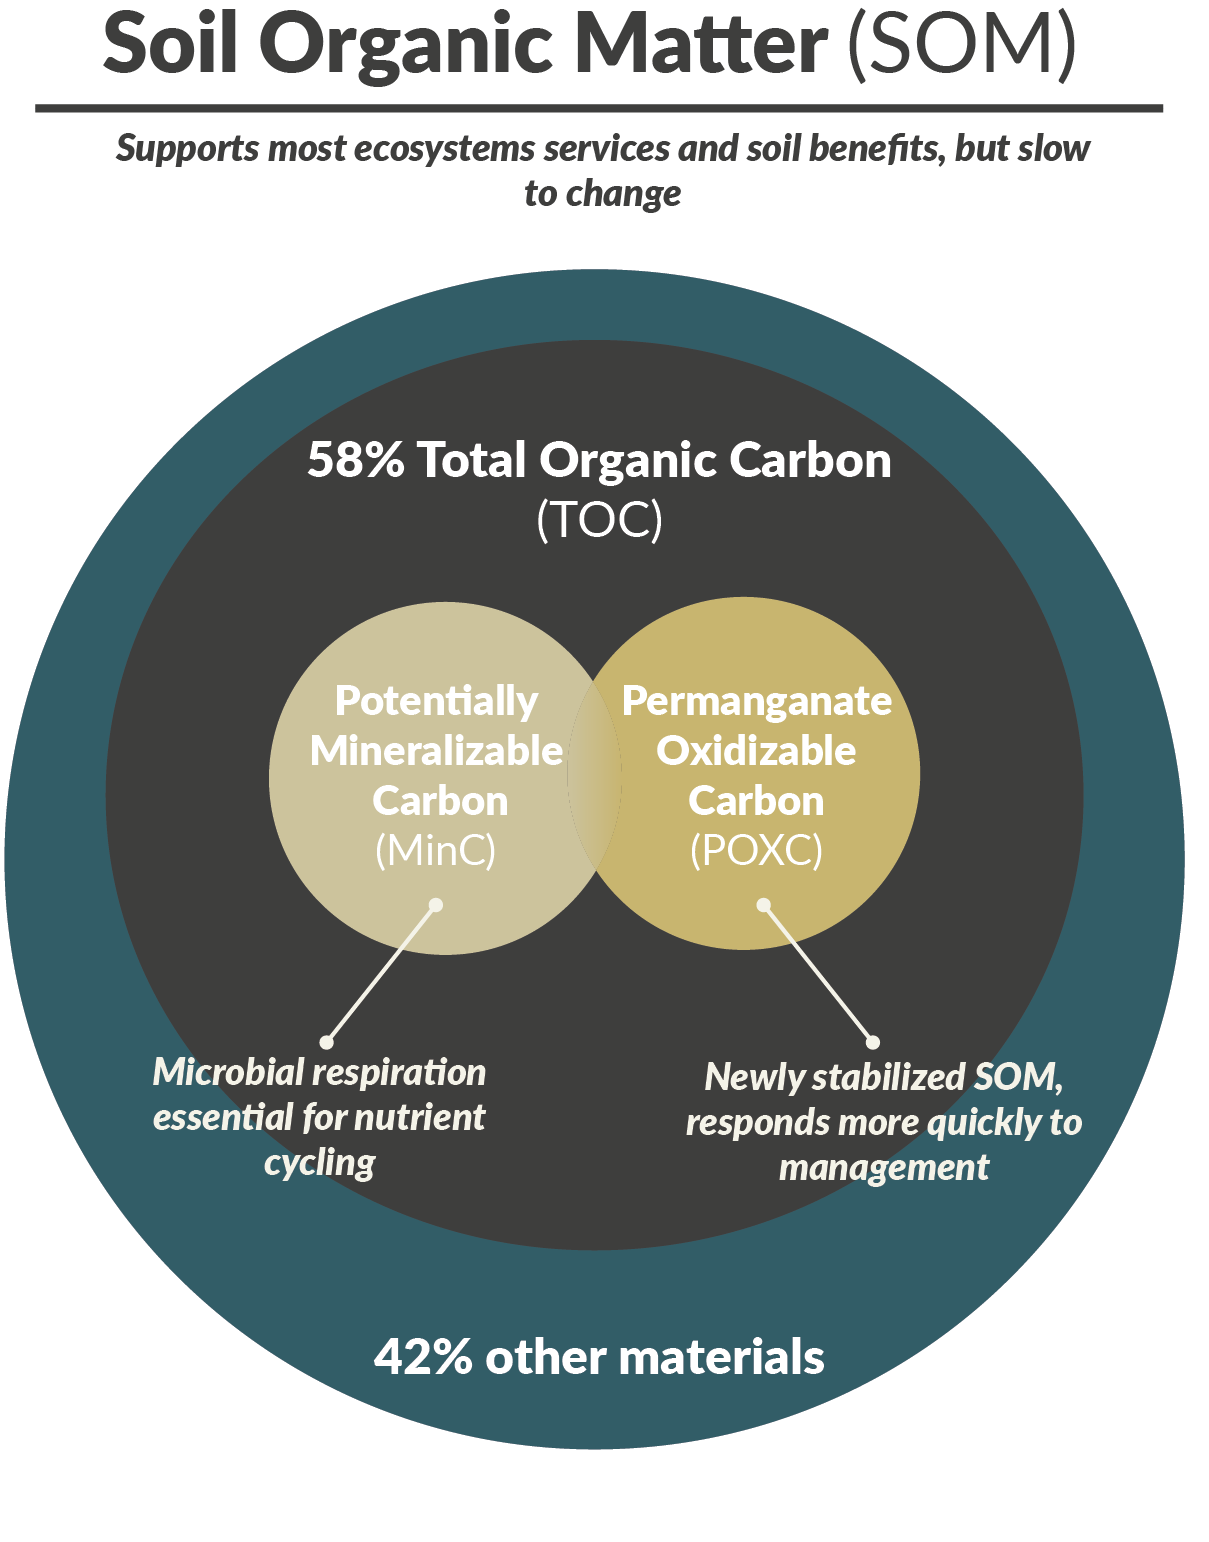 Soil Organic Matter (SOM)
Supports most ecosystems services and soil benefits, but slow
to change
58% Total Organic Carbon
(TOC)
Potentially
Mineralizable
Carbon
(MinC)
Permanganate
Oxidizable
Carbon
(POXC)
Microbial respiration
essential for nutrient
cycling
Newly stabilized SOM,
responds more quickly to
management
42% other materials